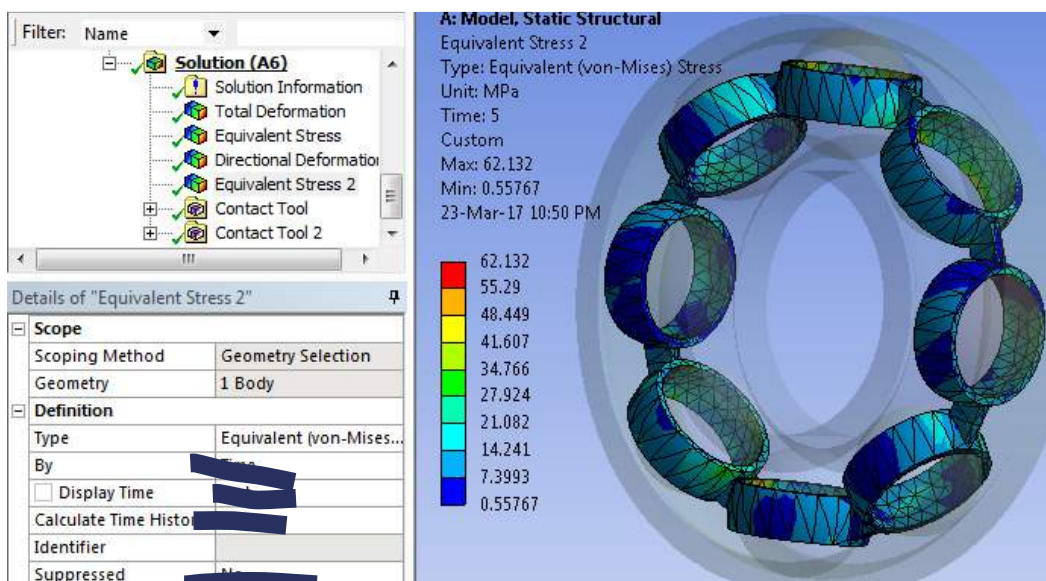 Filter: Name
Solution (A6)
Solution Information
Total Deformation
Equivalent Stress
Directional Deformation
Equivalent Stress 2
Contact Tool
Contact Tool 2
Details of "Equivalent Stress 2"
Scope
Scoping Method Geometry Selection
Geometry 1 Body
Definition
Type Equivalent (von-Mises...
By
Display Time
Calculate Time Histo
Identifier
Suppressed
A: Model, Static Structural
Equivalent Stress 2
Type: Equivalent (von-Mises) Stress
Unit: MPa
Time: 5
Custom
Max: 62.132
Min: 0.55767
23-Mar-17 10:50 PM
62.132
55.29
48.449
41.607
34.766
27.924
21.082
14.241
7.3993
0.55767